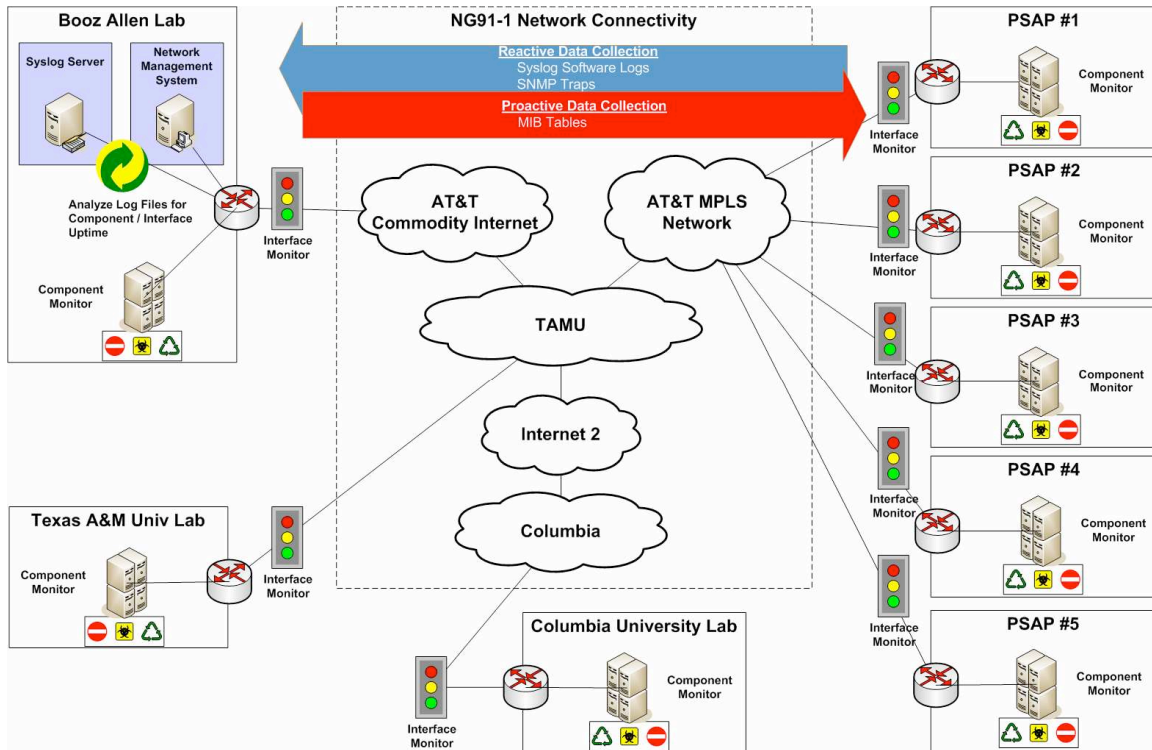 Booz Allen Lab
Syslog Server
Network
Management
System
Analyze Log Files for
Component / Interface
Uptime
Component
Monitor
Interface
Monitor
NG91-1 Network Connectivity
Reactive Data Collection
Syslog Software Logs
SNMP Traps
Proactive Data Collection
MIB Tables
AT&T
Commodity Internet
AT&T MPLS
Network
TAMU
Internet 2
Columbia
PSAP #1
Component
Monitor
Interface
Monitor
PSAP #2
Component
Monitor
Interface
Monitor
PSAP #3
Component
Monitor
Interface
Monitor
PSAP #4
Component
Monitor
Interface
Monitor
PSAP #5
Component
Monitor
Interface
Monitor
Texas A&M Univ Lab
Component
Monitor
Interface
Monitor
Columbia University Lab
Component
Monitor
Interface
Monitor